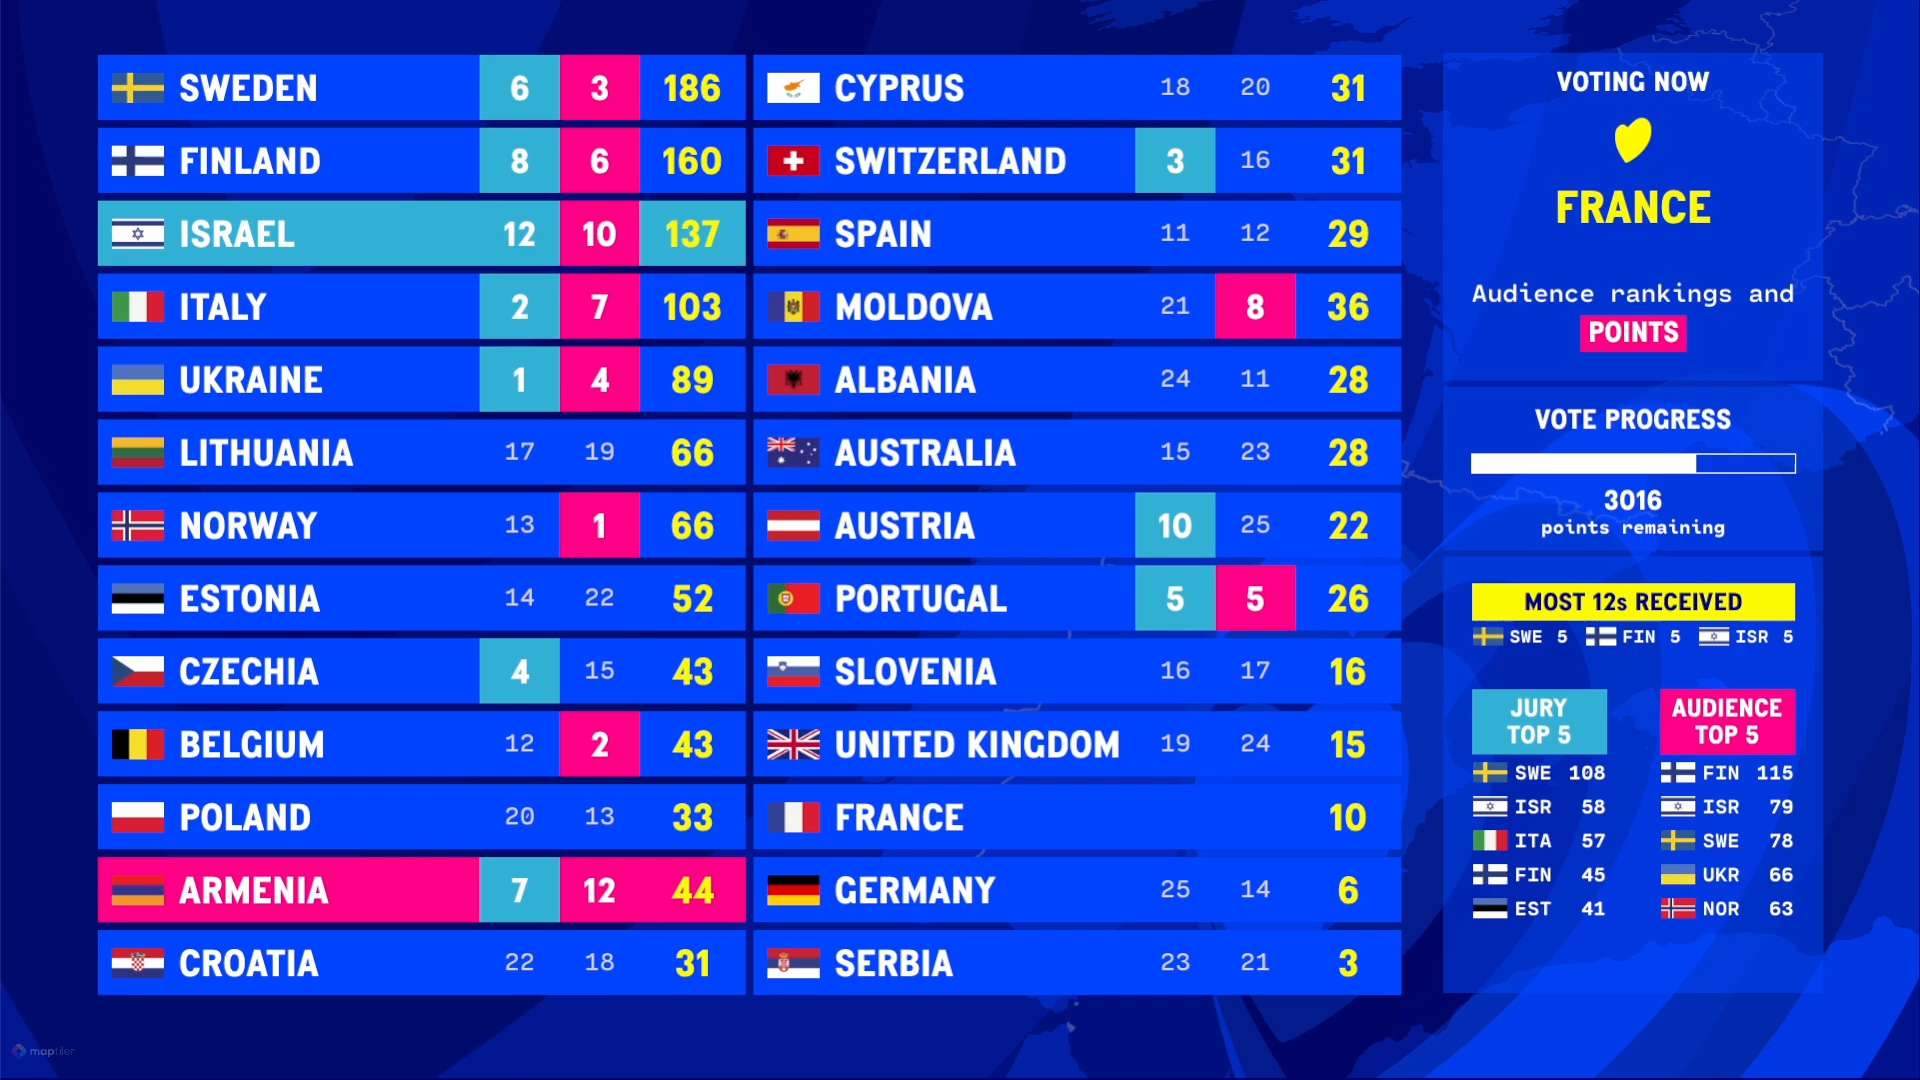 SWEDEN 6 3 186
FINLAND 8 6 160
ISRAEL 12 10 137
ITALY 2 7 103
UKRAINE 1 4 89
LITHUANIA 17 19 66
NORWAY 13 1 66
ESTONIA 14 22 52
CZECHIA 4 15 43
BELGIUM 12 2 43
POLAND 20 13 33
ARMENIA 7 12 44
CROATIA 22 18 31
CYPRUS 18 20 31
SWITZERLAND 3 16 31
SPAIN 11 12 29
MOLDOVA 21 8 36
ALBANIA 24 11 28
AUSTRALIA 15 23 28
AUSTRIA 10 25 22
PORTUGAL 5 5 26
SLOVENIA 16 17 16
UNITED KINGDOM 19 24 15
FRANCE 10
GERMANY 25 14 6
SERBIA 23 21 3
VOTING NOW
FRANCE
Audience rankings and
POINTS
VOTE PROGRESS
3016
points remaining
MOST 12s RECEIVED
SWE 5 FIN 5 ISR 5
JURY
TOP 5
SWE 108
ISR 58
ITA 57
FIN 45
EST 41
AUDIENCE
TOP 5
FIN 115
ISR 79
SWE 78
UKR 66
NOR 63
maptiler